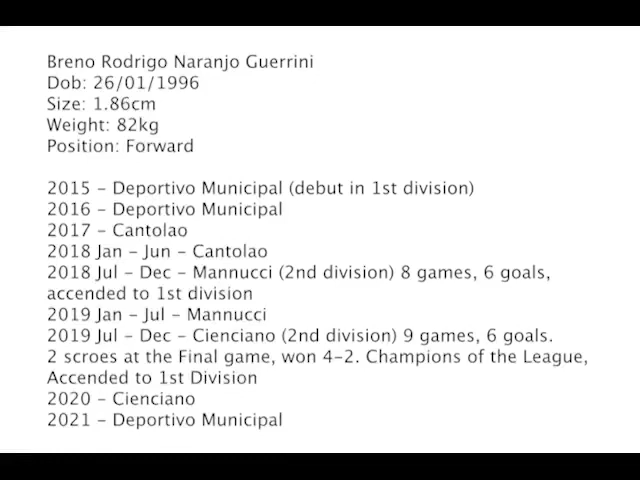 Breno Rodrigo Naranjo Guerrini
Dob: 26/01/1996
Size: 1.86cm
Weight: 82kg
Position: Forward
2015 - Deportivo Municipal (debut in 1st division)
2016 - Deportivo Municipal
2017 - Cantolao
2018 Jan - Jun - Cantolao
2018 Jul - Dec - Mannucci (2nd division) 8 games, 6 goals,
accended to 1st division
2019 Jan - Jul - Mannucci
2019 Jul - Dec - Cienciano (2nd division) 9 games, 6 goals.
2 scroes at the Final game, won 4-2. Champions of the League,
Accended to 1st Division
2020 - Cienciano
2021 - Deportivo Municipal